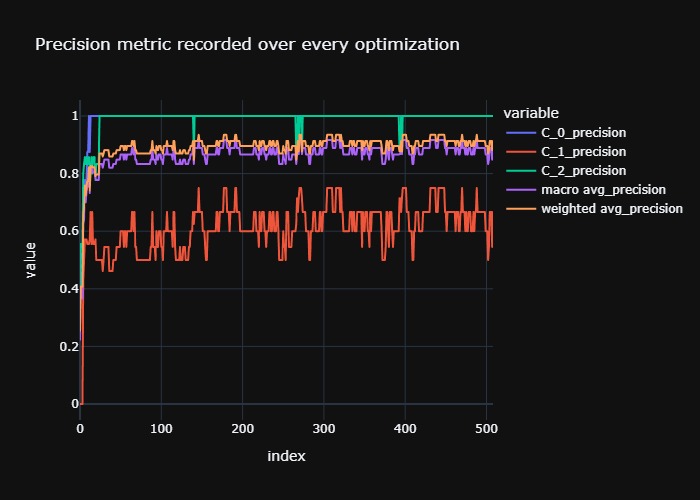 Precision metric recorded over every optimization
variable
C_0_precision
C_1_precision
C_2_precision
macro avg_precision
weighted avg_precision
value
1
0.8
0.6
0.4
0.2
0
0 100 200 300 400 500
index